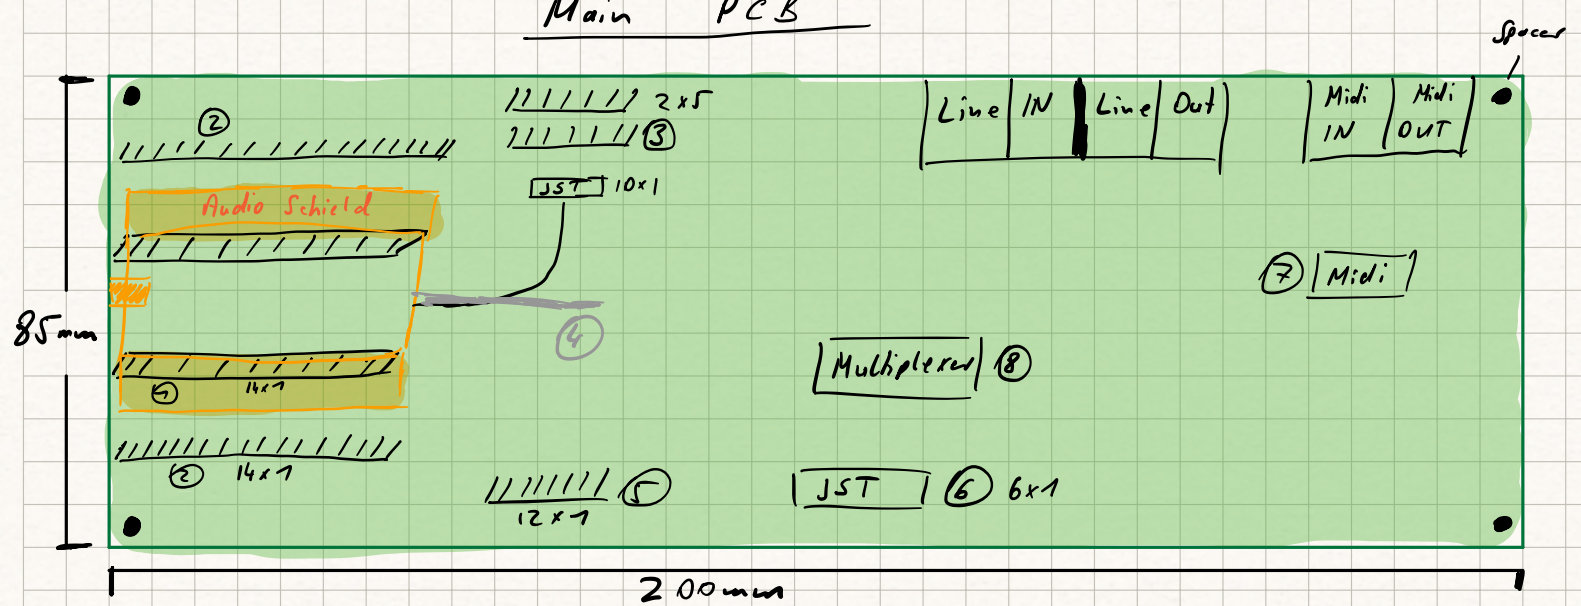 Main PCB
Spacer
2
2x5
3
JST 10x1
Line IN Line Out
Midi IN
Midi OUT
Audio Schield
7 Midi
85mm
4
Multiplexer 8
14x1
2 14x1
5
12x1
JST 6 6x1
200mm